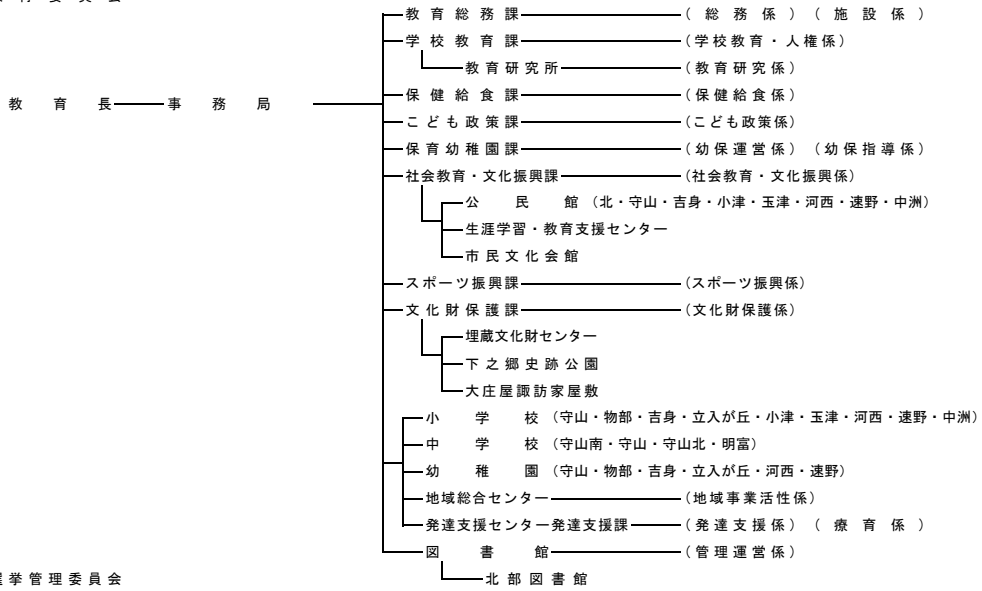 教育総務課 (総務係)(施設係)
学校教育課 (学校教育・人権係)
教育研究所 (教育研究係)
保健給食課 (保健給食係)
教育長 事務局
こども政策課 (こども政策係)
保育幼稚園課 (幼保運営係)(幼保指導係)
社会教育・文化振興課 (社会教育・文化振興係)
公民館 (北・守山・吉身・小津・玉津・河西・速野・中洲)
生涯学習・教育支援センター
市民文化会館
スポーツ振興課 (スポーツ振興係)
文化財保護課 (文化財保護係)
埋蔵文化財センター
下之郷史跡公園
大庄屋諏訪家屋敷
小学校 (守山・物部・吉身・立入が丘・小津・玉津・河西・速野・中洲)
中学校 (守山南・守山・守山北・明富)
幼稚園 (守山・物部・吉身・立入が丘・河西・速野)
地域総合センター (地域事業活性係)
発達支援センター発達支援課 (発達支援係)(療育係)
図書館 (管理運営係)
北部図書館
挙管理委員会